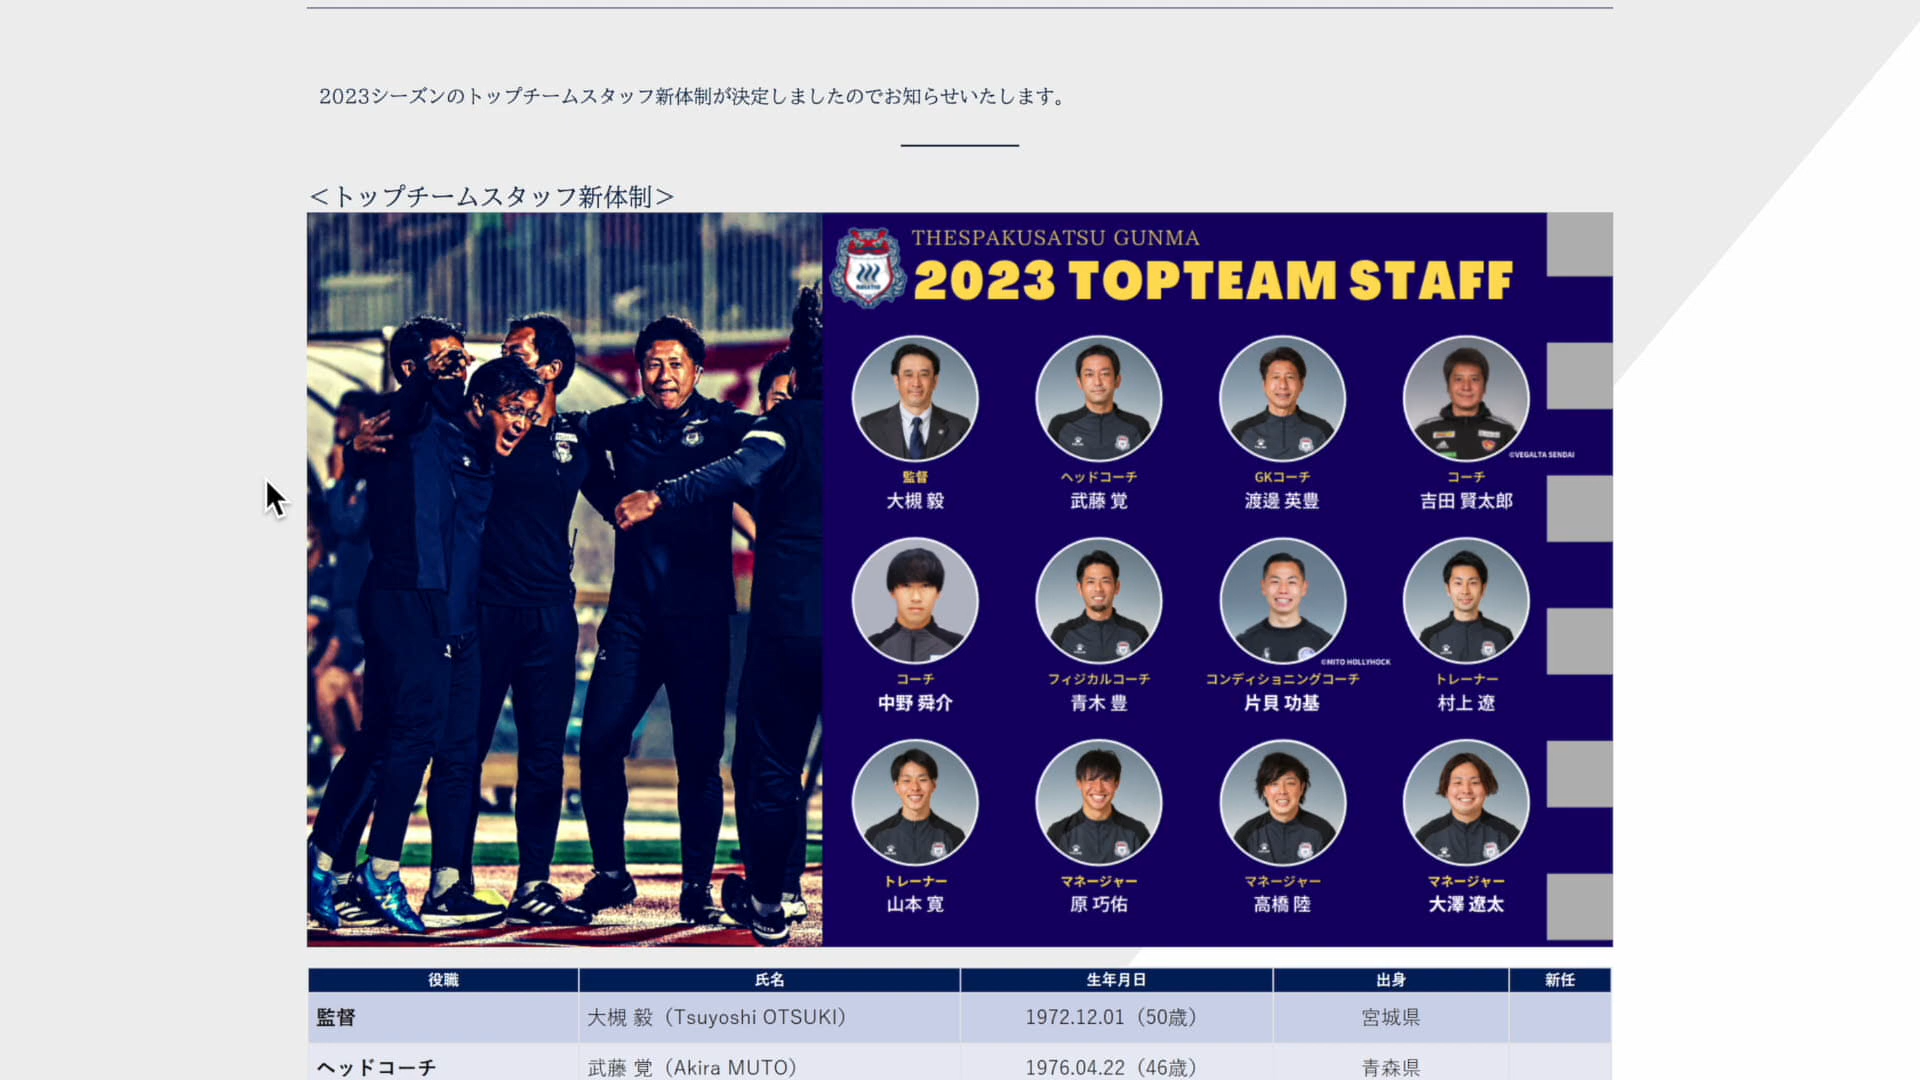 2023シーズンのトップチームスタッフ新体制が決定しましたのでお知らせいたします。
＜トップチームスタッフ新体制＞
THESPAKUSATSU GUNMA
2023 TOPTEAM STAFF
©VEGALTA SENDAI
監督 ヘッドコーチ GKコーチ コーチ
大槻 毅 武藤 覚 渡邊 英豊 吉田 賢太郎
©MITO HOLLYHOCK
コーチ フィジカルコーチ コンディショニングコーチ トレーナー
中野 舜介 青木 豊 片貝 功基 村上 遼
トレーナー マネージャー マネージャー マネージャー
山本 寛 原 巧佑 高橋 陸 大澤 遼太
役職 氏名 生年月日 出身 新任
監督 大槻 毅（Tsuyoshi OTSUKI） 1972.12.01（50歳） 宮城県
ヘッドコーチ 武藤 覚（Akira MUTO） 1976.04.22（46歳） 青森県